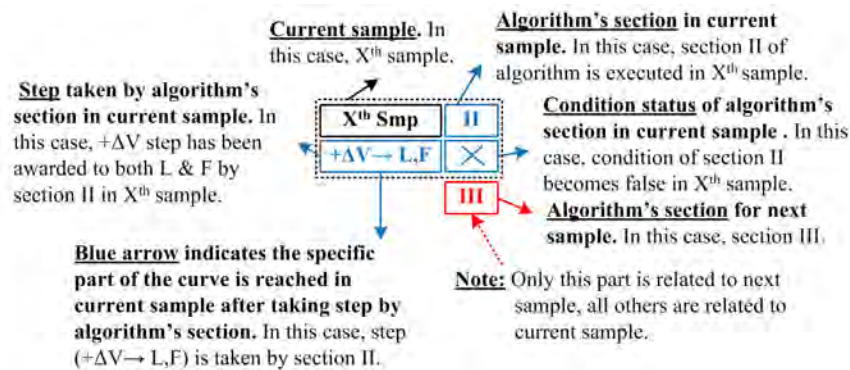 Current sample. In
this case, Xᵗʰ sample.
Algorithm's section in current
sample. In this case, section II of
algorithm is executed in Xᵗʰ sample.
Step taken by algorithm's
section in current sample. In
this case, +ΔV step has been
awarded to both L & F by
section II in Xᵗʰ sample.
Xᵗʰ Smp
II
+ΔV→ L,F
III
Condition status of algorithm's
section in current sample . In this
case, condition of section II
becomes false in Xᵗʰ sample.
Algorithm's section for next
sample. In this case, section III.
Blue arrow indicates the specific
part of the curve is reached in
current sample after taking step by
algorithm's section. In this case, step
(+ΔV→ L,F) is taken by section II.
Note: Only this part is related to next
sample, all others are related to
current sample.